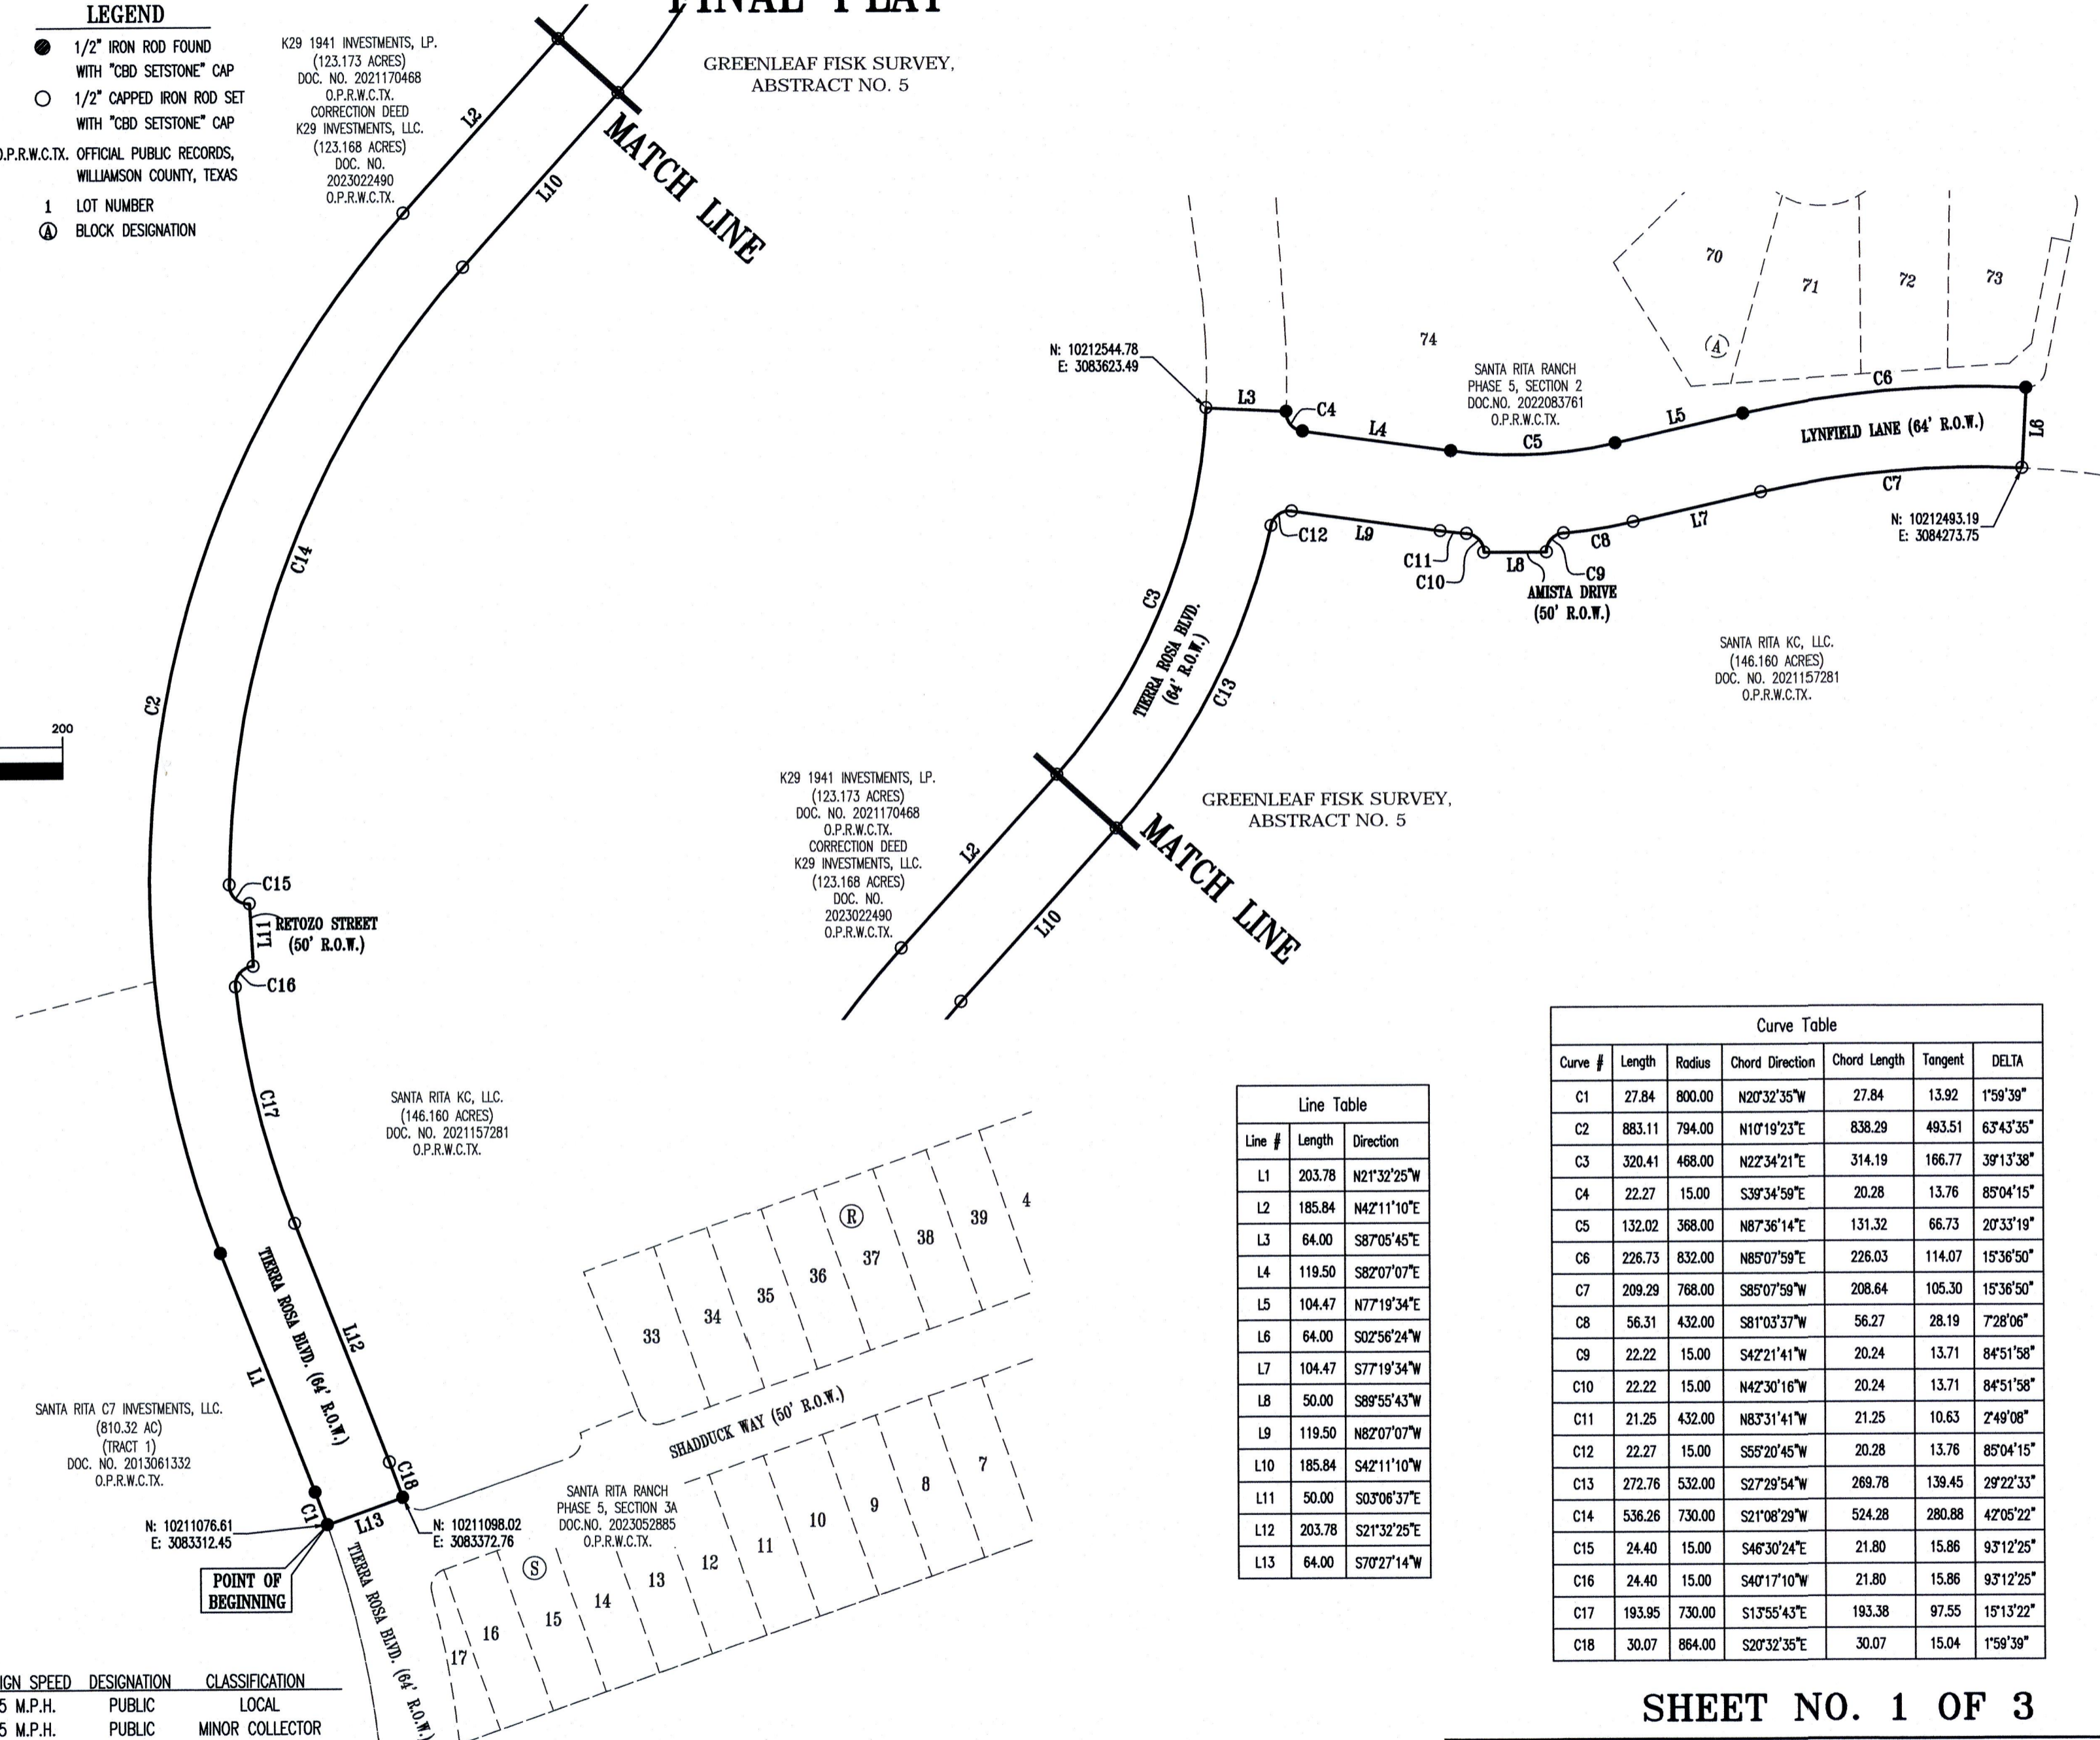 FINAL PLAT
LEGEND
1/2" IRON ROD FOUND
WITH "CBD SETSTONE" CAP
1/2" CAPPED IRON ROD SET
WITH "CBD SETSTONE" CAP
O.P.R.W.C.TX. OFFICIAL PUBLIC RECORDS,
WILLIAMSON COUNTY, TEXAS
1 LOT NUMBER
A BLOCK DESIGNATION
K29 1941 INVESTMENTS, LP.
(123.173 ACRES)
DOC. NO. 2021170468
O.P.R.W.C.TX.
CORRECTION DEED
K29 INVESTMENTS, LLC.
(123.168 ACRES)
DOC. NO.
2023022490
O.P.R.W.C.TX.
GREENLEAF FISK SURVEY,
ABSTRACT NO. 5
L2
L10
MATCH LINE
C14
C2
200
C15
L11
RETOZO STREET
(50' R.O.W.)
C16
C17
SANTA RITA KC, LLC.
(146.160 ACRES)
DOC. NO. 2021157281
O.P.R.W.C.TX.
TIERRA ROSA BLVD. (64' R.O.W.)
L12
L1
SANTA RITA C7 INVESTMENTS, LLC.
(810.32 AC)
(TRACT 1)
DOC. NO. 2013061332
O.P.R.W.C.TX.
C18
C1
L13
N: 10211076.61
E: 3083312.45
N: 10211098.02
E: 3083372.76
POINT OF
BEGINNING
TIERRA ROSA BLVD. (64' R.O.W.)
33
34
35
36
37
38
39
4
R
SHADDUCK WAY (50' R.O.W.)
SANTA RITA RANCH
PHASE 5, SECTION 3A
DOC.NO. 2023052885
O.P.R.W.C.TX.
S
17
16
15
14
13
12
11
10
9
8
7
IGN SPEED DESIGNATION CLASSIFICATION
5 M.P.H. PUBLIC LOCAL
5 M.P.H. PUBLIC MINOR COLLECTOR
70
71
72
73
A
74
N: 10212544.78
E: 3083623.49
SANTA RITA RANCH
PHASE 5, SECTION 2
DOC.NO. 2022083761
O.P.R.W.C.TX.
L3
C4
L4
C5
L5
C6
LYNFIELD LANE (64' R.O.W.)
L6
C7
N: 10212493.19
E: 3084273.75
L7
C8
C9
L8
AMISTA DRIVE
(50' R.O.W.)
C10
C11
L9
C12
C3
TIERRA ROSA BLVD.
(64' R.O.W.)
C13
SANTA RITA KC, LLC.
(146.160 ACRES)
DOC. NO. 2021157281
O.P.R.W.C.TX.
K29 1941 INVESTMENTS, LP.
(123.173 ACRES)
DOC. NO. 2021170468
O.P.R.W.C.TX.
CORRECTION DEED
K29 INVESTMENTS, LLC.
(123.168 ACRES)
DOC. NO.
2023022490
O.P.R.W.C.TX.
L2
L10
MATCH LINE
GREENLEAF FISK SURVEY,
ABSTRACT NO. 5
Line Table
Line # Length Direction
L1 203.78 N21°32'25"W
L2 185.84 N42°11'10"E
L3 64.00 S87°05'45"E
L4 119.50 S82°07'07"E
L5 104.47 N77°19'34"E
L6 64.00 S02°56'24"W
L7 104.47 S77°19'34"W
L8 50.00 S89°55'43"W
L9 119.50 N82°07'07"W
L10 185.84 S42°11'10"W
L11 50.00 S03°06'37"E
L12 203.78 S21°32'25"E
L13 64.00 S70°27'14"W
Curve Table
Curve # Length Radius Chord Direction Chord Length Tangent DELTA
C1 27.84 800.00 N20°32'35"W 27.84 13.92 1°59'39"
C2 883.11 794.00 N10°19'23"E 838.29 493.51 63°43'35"
C3 320.41 468.00 N22°34'21"E 314.19 166.77 39°13'38"
C4 22.27 15.00 S39°34'59"E 20.28 13.76 85°04'15"
C5 132.02 368.00 N87°36'14"E 131.32 66.73 20°33'19"
C6 226.73 832.00 N85°07'59"E 226.03 114.07 15°36'50"
C7 209.29 768.00 S85°07'59"W 208.64 105.30 15°36'50"
C8 56.31 432.00 S81°03'37"W 56.27 28.19 7°28'06"
C9 22.22 15.00 S42°21'41"W 20.24 13.71 84°51'58"
C10 22.22 15.00 N42°30'16"W 20.24 13.71 84°51'58"
C11 21.25 432.00 N83°31'41"W 21.25 10.63 2°49'08"
C12 22.27 15.00 S55°20'45"W 20.28 13.76 85°04'15"
C13 272.76 532.00 S27°29'54"W 269.78 139.45 29°22'33"
C14 536.26 730.00 S21°08'29"W 524.28 280.88 42°05'22"
C15 24.40 15.00 S46°30'24"E 21.80 15.86 93°12'25"
C16 24.40 15.00 S40°17'10"W 21.80 15.86 93°12'25"
C17 193.95 730.00 S13°55'43"E 193.38 97.55 15°13'22"
C18 30.07 864.00 S20°32'35"E 30.07 15.04 1°59'39"
SHEET NO. 1 OF 3